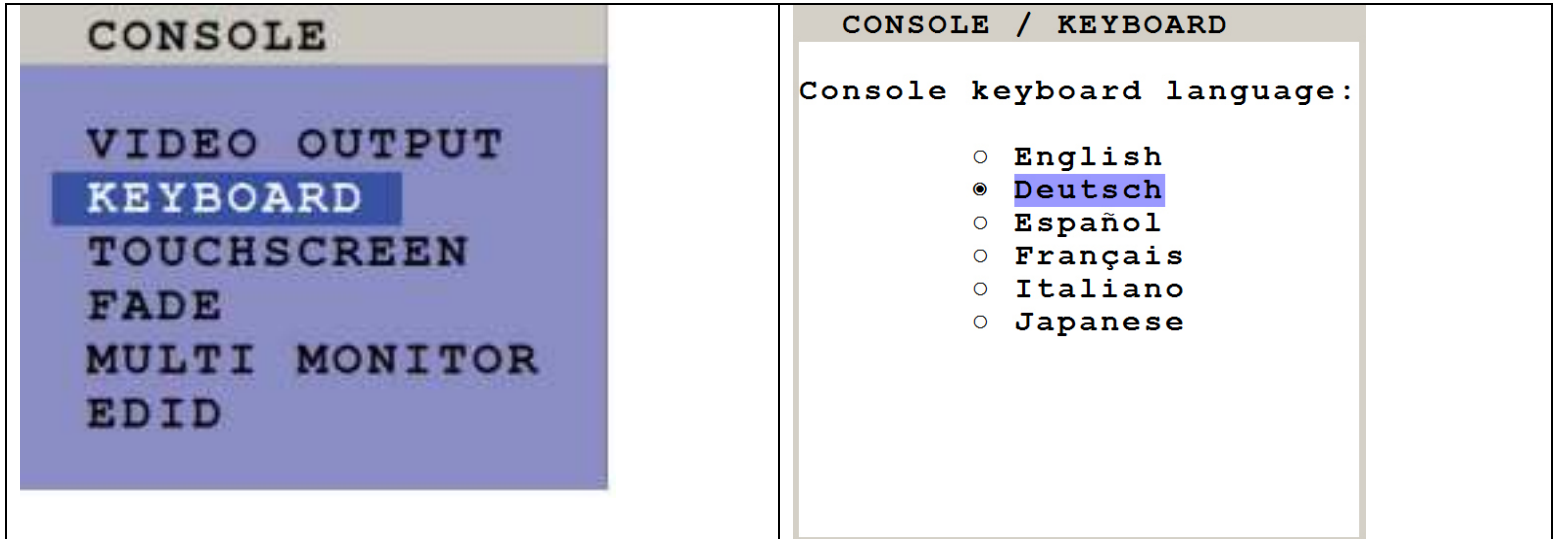 CONSOLE
VIDEO OUTPUT
KEYBOARD
TOUCHSCREEN
FADE
MULTI MONITOR
EDID
CONSOLE / KEYBOARD
Console keyboard language:
English
Deutsch
Español
Français
Italiano
Japanese